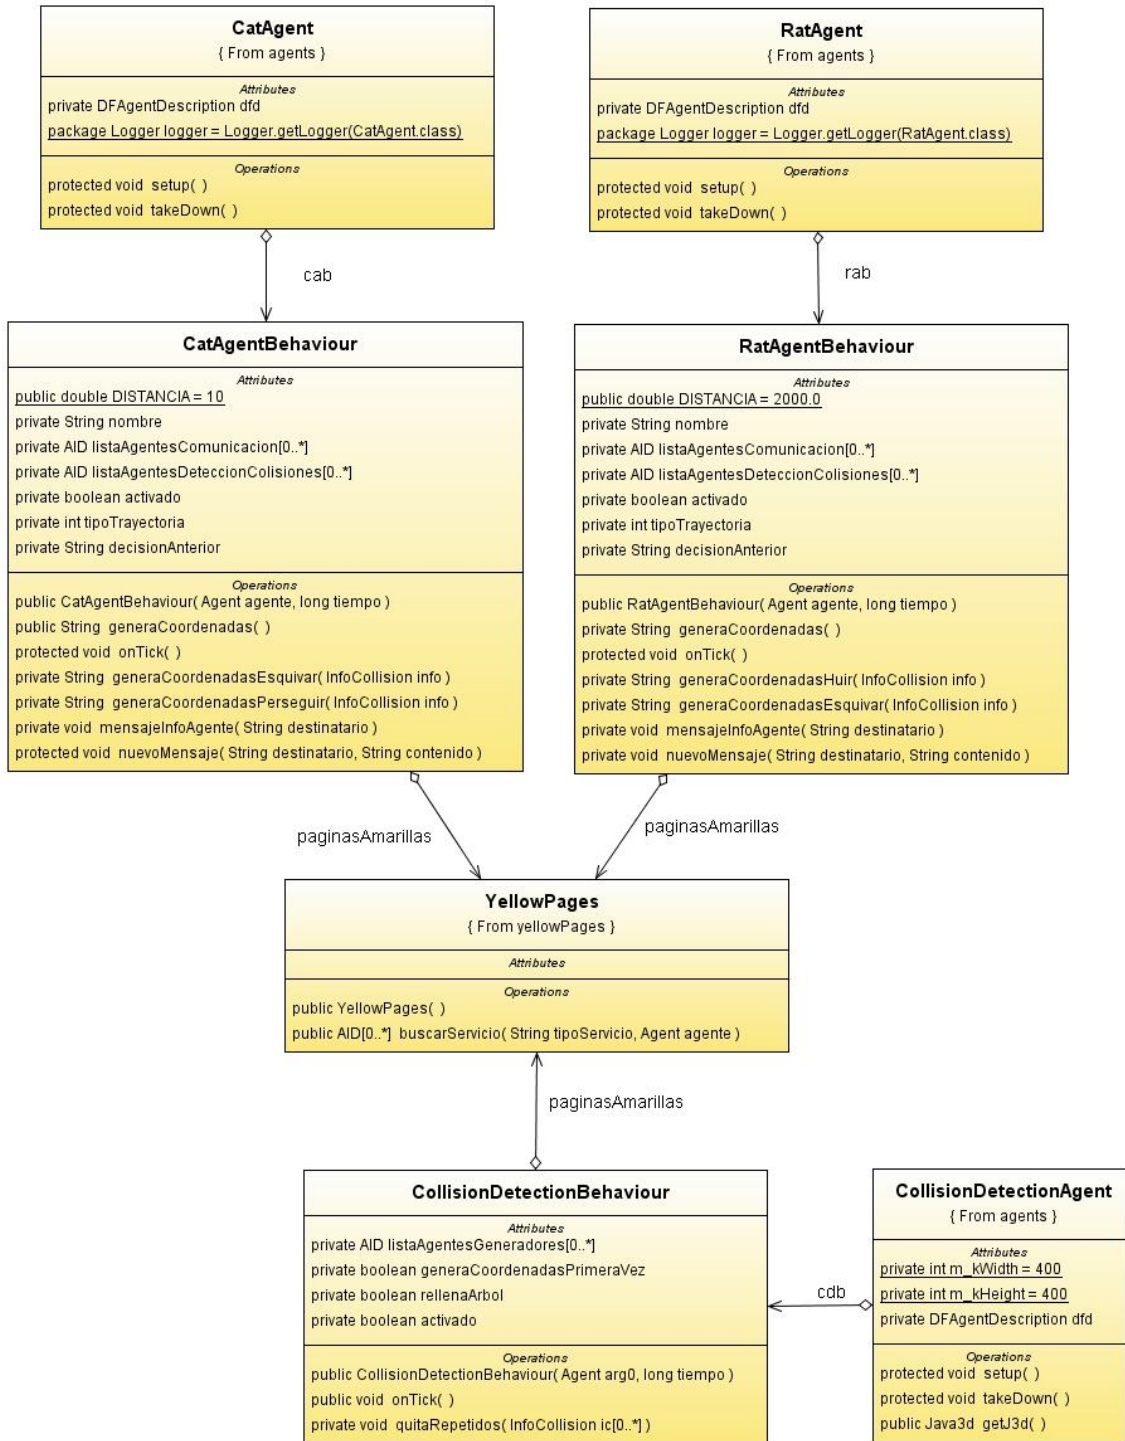 CatAgent
{ From agents }
Attributes
private DFAgentDescription dfd
package Logger logger = Logger.getLogger(CatAgent.class)
Operations
protected void setup( )
protected void takeDown( )
RatAgent
{ From agents }
Attributes
private DFAgentDescription dfd
package Logger logger = Logger.getLogger(RatAgent.class)
Operations
protected void setup( )
protected void takeDown( )
cab
rab
CatAgentBehaviour
Attributes
public double DISTANCIA = 10
private String nombre
private AID listaAgentesComunicacion[0..*]
private AID listaAgentesDeteccionColisiones[0..*]
private boolean activado
private int tipoTrayectoria
private String decisionAnterior
Operations
public CatAgentBehaviour( Agent agente, long tiempo )
public String generaCoordenadas( )
protected void onTick( )
private String generaCoordenadasEsquivar( InfoCollision info )
private String generaCoordenadasPerseguir( InfoCollision info )
private void mensajeInfoAgente( String destinatario )
protected void nuevoMensaje( String destinatario, String contenido )
RatAgentBehaviour
Attributes
public double DISTANCIA = 2000.0
private String nombre
private AID listaAgentesComunicacion[0..*]
private AID listaAgentesDeteccionColisiones[0..*]
private boolean activado
private int tipoTrayectoria
private String decisionAnterior
Operations
public RatAgentBehaviour( Agent agente, long tiempo )
private String generaCoordenadas( )
protected void onTick( )
private String generaCoordenadasHuir( InfoCollision info )
private String generaCoordenadasEsquivar( InfoCollision info )
private void mensajeInfoAgente( String destinatario )
private void nuevoMensaje( String destinatario, String contenido )
paginasAmarillas
paginasAmarillas
YellowPages
{ From yellowPages }
Attributes
Operations
public YellowPages( )
public AID[0..*] buscarServicio( String tipoServicio, Agent agente )
paginasAmarillas
CollisionDetectionBehaviour
Attributes
private AID listaAgentesGeneradores[0..*]
private boolean generaCoordenadasPrimeraVez
private boolean rellenaArbol
private boolean activado
Operations
public CollisionDetectionBehaviour( Agent arg0, long tiempo )
public void onTick( )
private void quitaRepetidos( InfoCollision ic[0..*] )
cdb
CollisionDetectionAgent
{ From agents }
Attributes
private int m_kWidth = 400
private int m_kHeight = 400
private DFAgentDescription dfd
Operations
protected void setup( )
protected void takeDown( )
public Java3d getJ3d( )